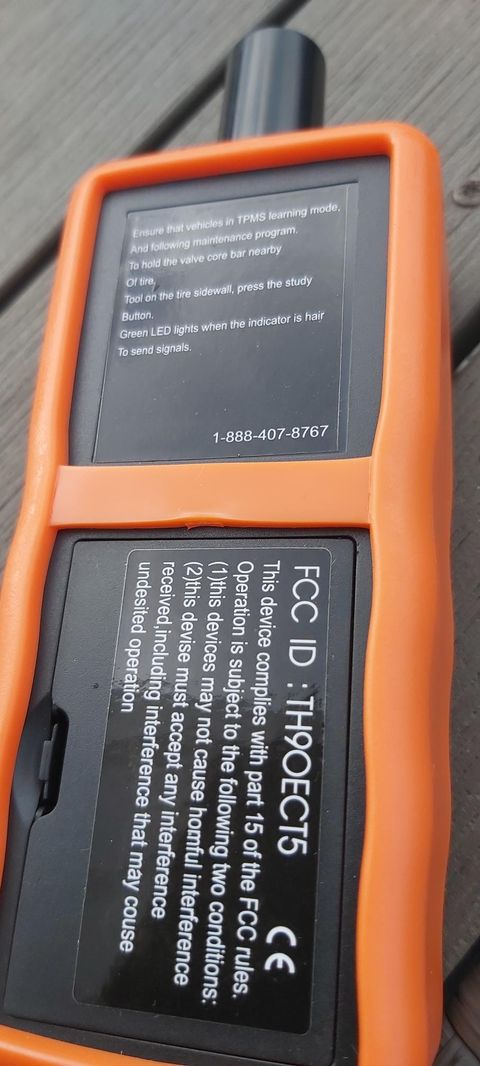 Ensure that vehicles in TPMS learning mode.
And following maintenance program.
To hold the valve core bar nearby
Of tire
Tool on the tire sidewall, press the study
Button.
Green LED lights when the indicator is hair
To send signals.
1-888-407-8767
FCC ID : TH9OECT5
This device complies with part 15 of the FCC rules.
Operation is subject to the following two conditions:
(1)this devices may not cause homful interference
(2)this devise must accept any interference
received,including interference that may couse
undesited operation
CE